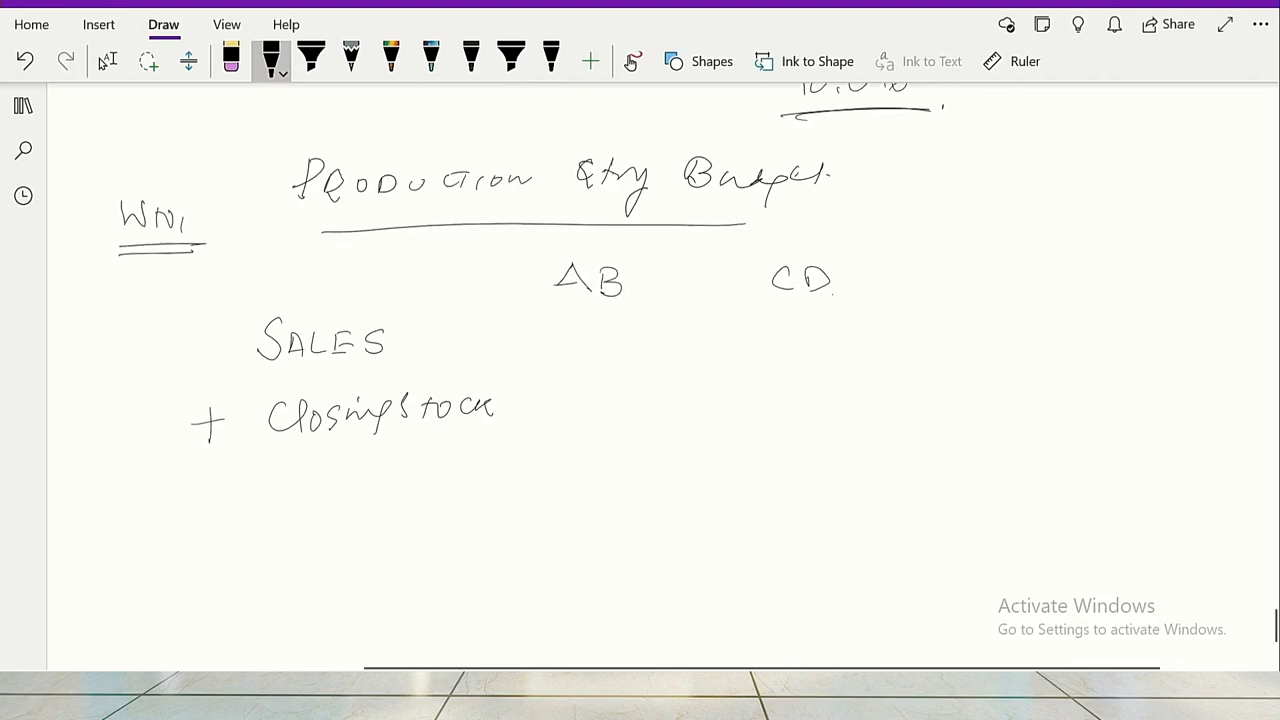 Home Insert Draw View Help Share
Shapes Ink to Shape Ink to Text Ruler
PRODUCTION Qty Budget.
WN1
AB CD.
SALES
+ Closing Stock
Activate Windows
Go to Settings to activate Windows.